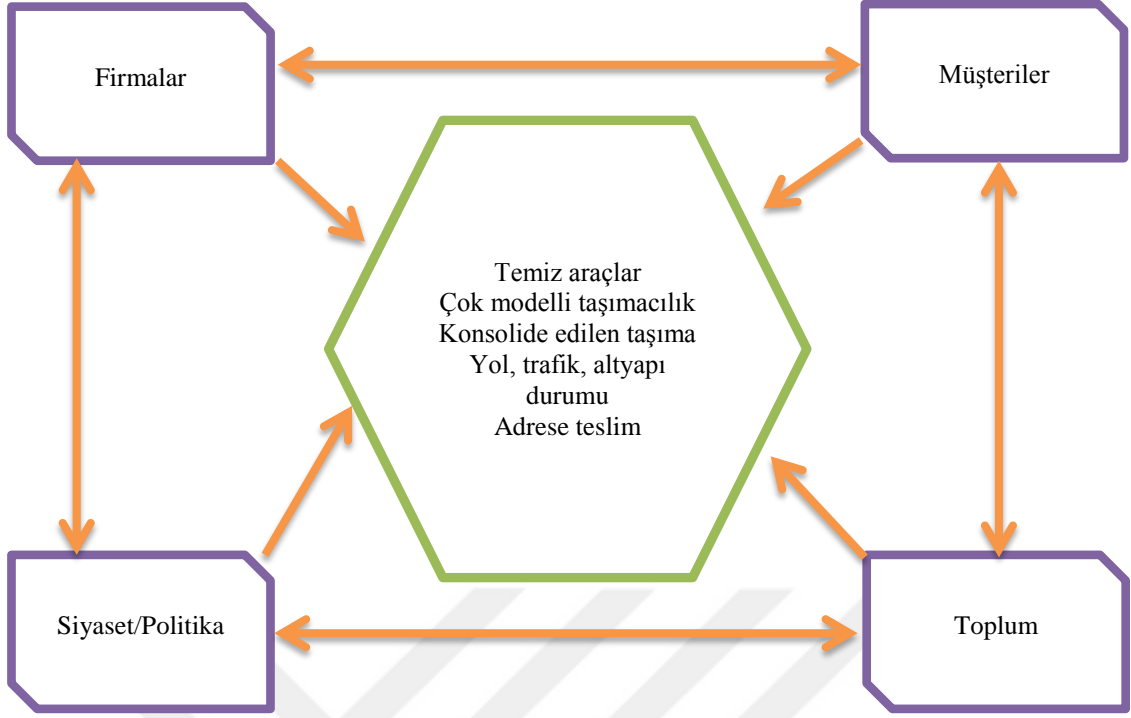 Firmalar
Müşteriler
Temiz araçlar
Çok modelli taşımacılık
Konsolide edilen taşıma
Yol, trafik, altyapı
durumu
Adrese teslim
Siyaset/Politika
Toplum